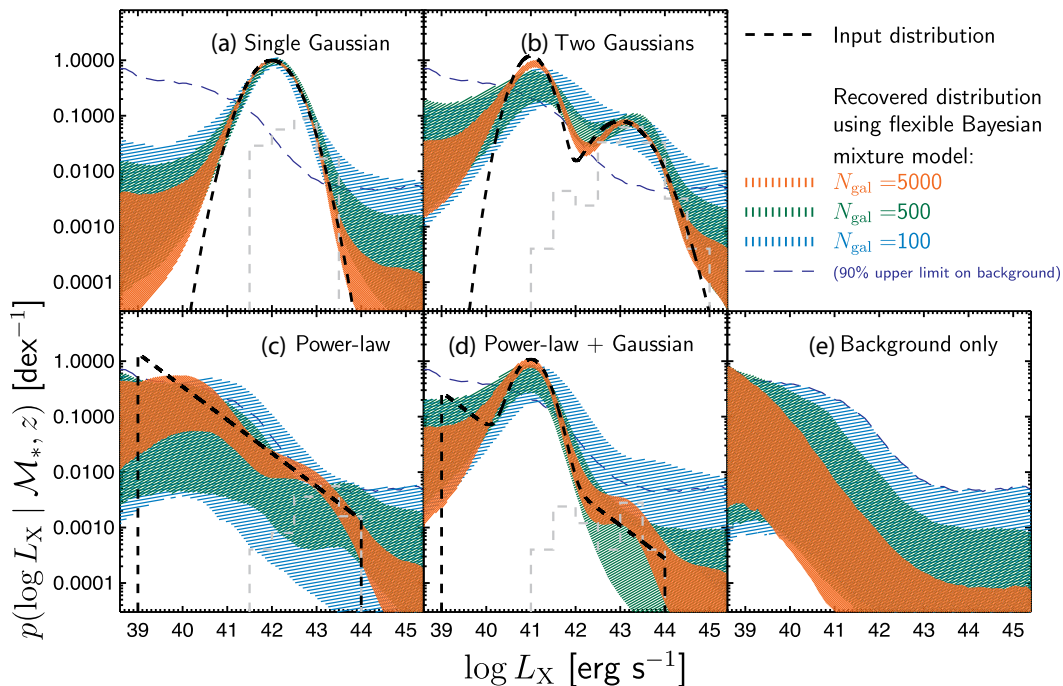 (a) Single Gaussian
(b) Two Gaussians
Input distribution
Recovered distribution
using flexible Bayesian
mixture model:
N_gal =5000
N_gal =500
N_gal =100
(90% upper limit on background)
1.0000
0.1000
0.0100
0.0010
0.0001
(c) Power-law
(d) Power-law + Gaussian
(e) Background only
1.0000
0.1000
0.0100
0.0010
0.0001
p(log L_X | M_*, z) [dex^−1]
39 40 41 42 43 44 45
39 40 41 42 43 44 45
39 40 41 42 43 44 45
log L_X [erg s^−1]